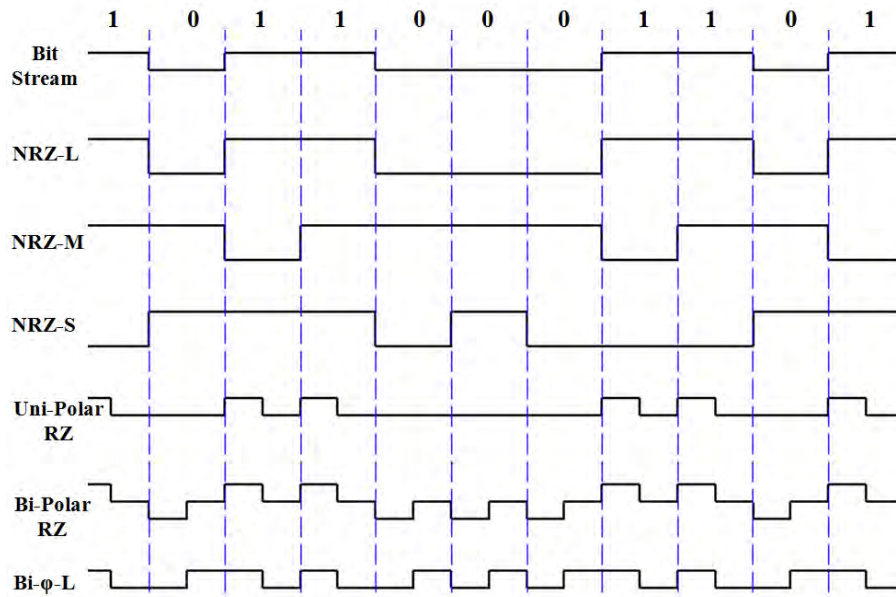 1 0 1 1 0 0 0 1 1 0 1
Bit
Stream
NRZ-L
NRZ-M
NRZ-S
Uni-Polar
RZ
Bi-Polar
RZ
Bi-φ-L